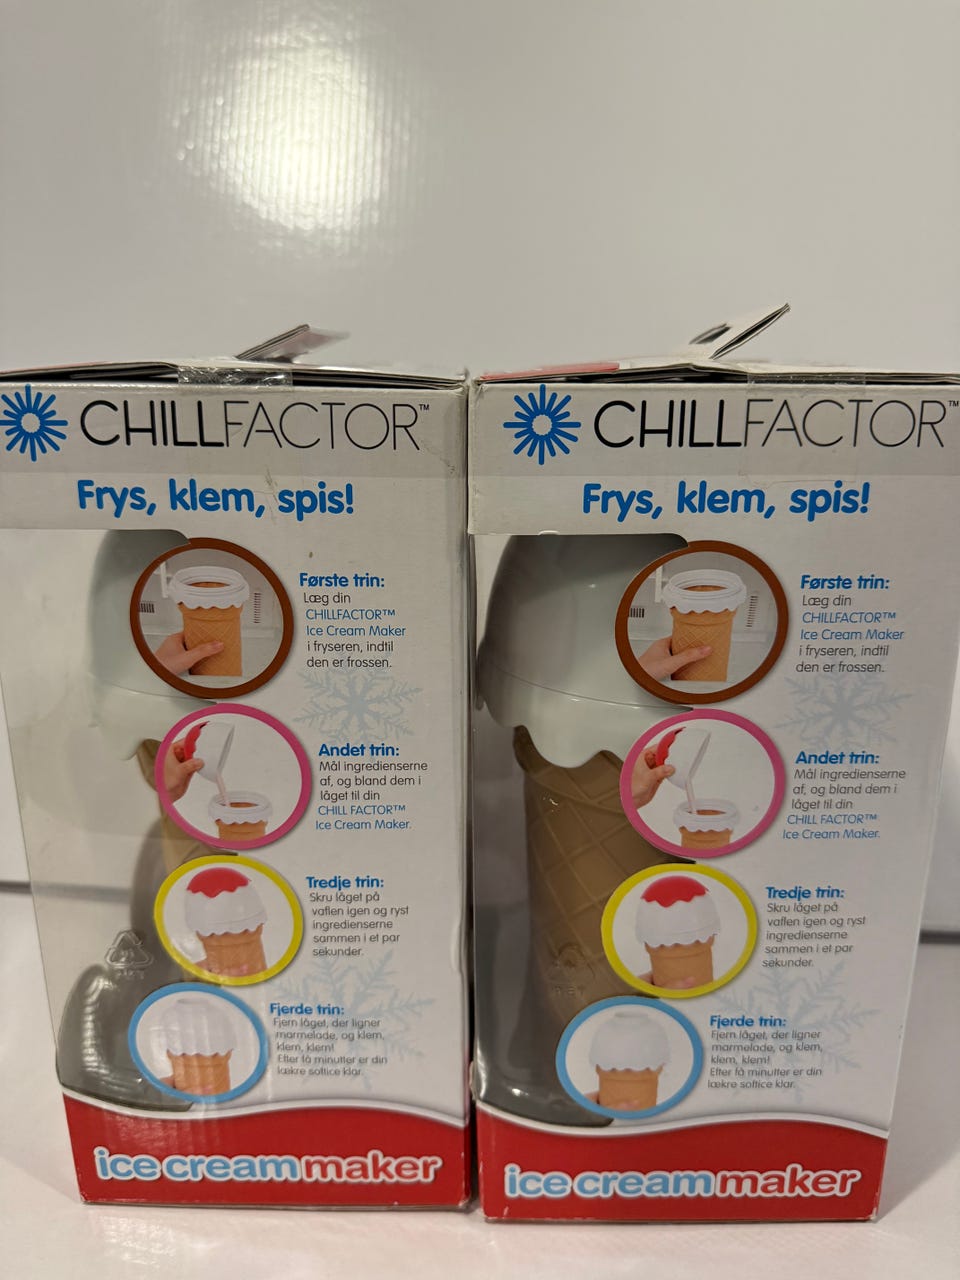 CHILLFACTOR™
Frys, klem, spis!
Første trin:
Læg din
CHILLFACTOR™
Ice Cream Maker
i fryseren, indtil
den er frossen.
Andet trin:
Mål ingredienserne
af, og bland dem i
låget til din
CHILL FACTOR™
Ice Cream Maker.
Tredje trin:
Skru låget på
vaflen igen og ryst
ingredienserne
sammen i et par
sekunder.
Fjerde trin:
Fjern låget, der ligner
marmelade, og klem,
klem, klem!
Efter få minutter er din
lækre softice klar.
ice cream maker
CHILLFACTOR™
Frys, klem, spis!
Første trin:
Læg din
CHILLFACTOR™
Ice Cream Maker
i fryseren, indtil
den er frossen.
Andet trin:
Mål ingredienserne
af, og bland dem i
låget til din
CHILL FACTOR™
Ice Cream Maker.
Tredje trin:
Skru låget på
vaflen igen og ryst
ingredienserne
sammen i et par
sekunder.
Fjerde trin:
Fjern låget, der ligner
marmelade, og klem,
klem, klem!
Efter få minutter er din
lækre softice klar.
ice cream maker